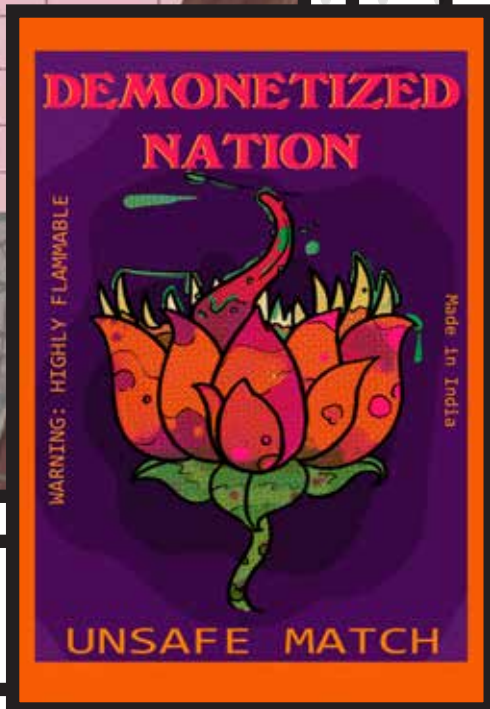 DEMONETIZED
NATION
WARNING: HIGHLY FLAMMABLE
Made in India
UNSAFE MATCH